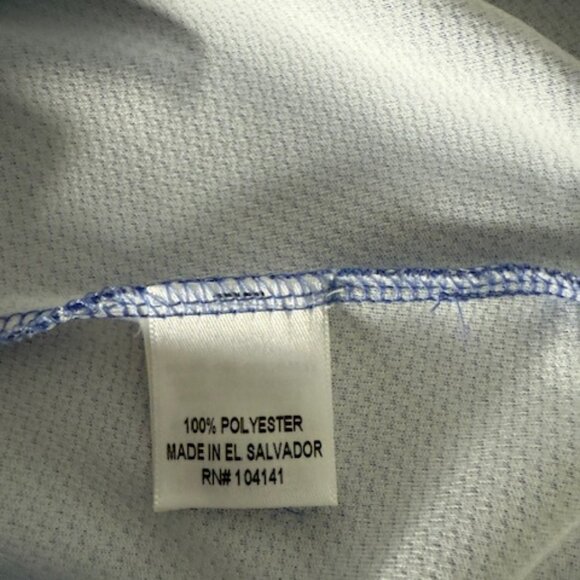 100% POLYESTER
MADE IN EL SALVADOR
RN# 104141